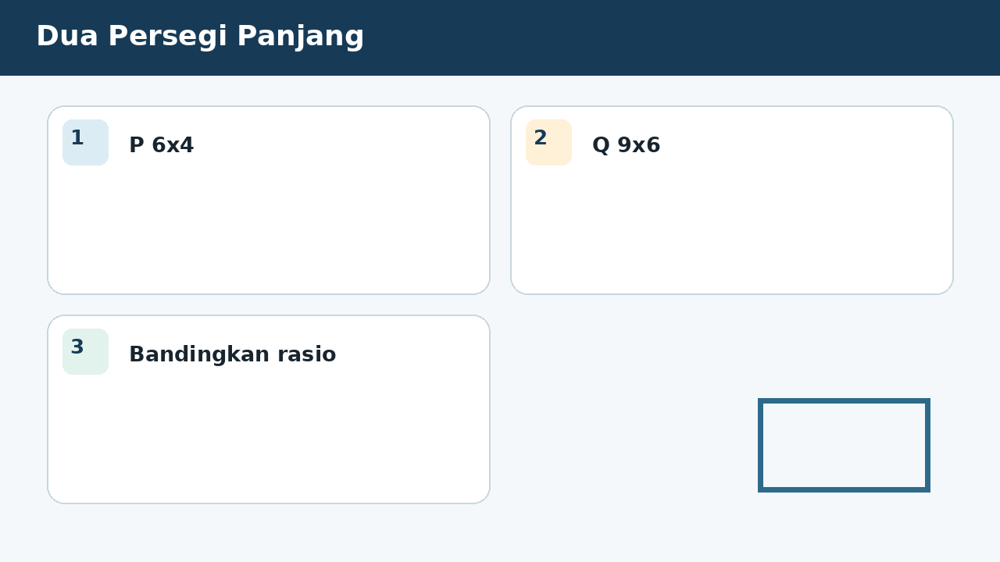 Dua Persegi Panjang
1
P 6x4
2
Q 9x6
3
Bandingkan rasio